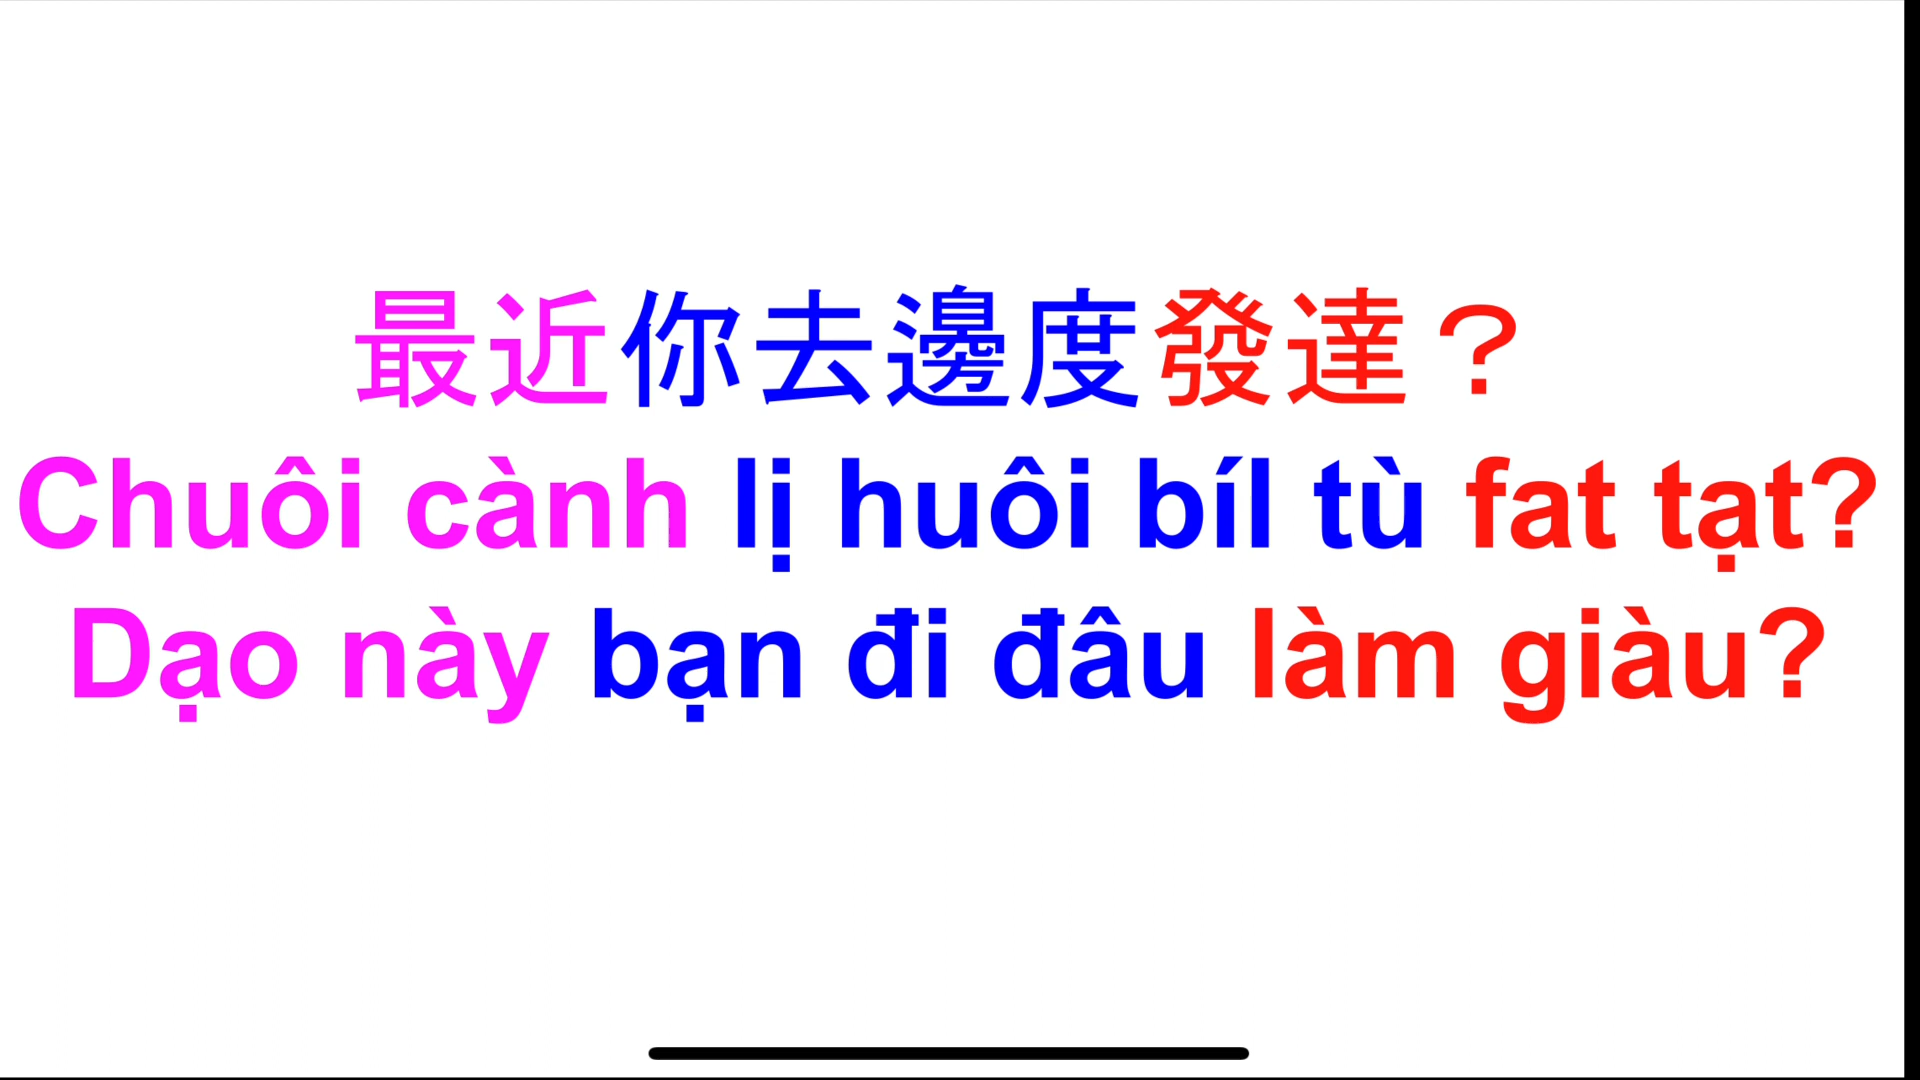 最近你去邊度發達？
Chuôi cành lị huôi bíl tù fat tạt?
Dạo này bạn đi đâu làm giàu?